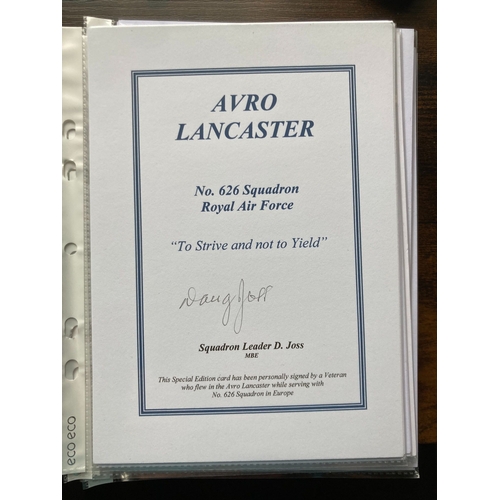 AVRO
LANCASTER
No. 626 Squadron
Royal Air Force
“To Strive and not to Yield”
Doug Joss
Squadron Leader D. Joss
MBE
This Special Edition card has been personally signed by a Veteran
who flew in the Avro Lancaster while serving with
No. 626 Squadron in Europe
eco eco